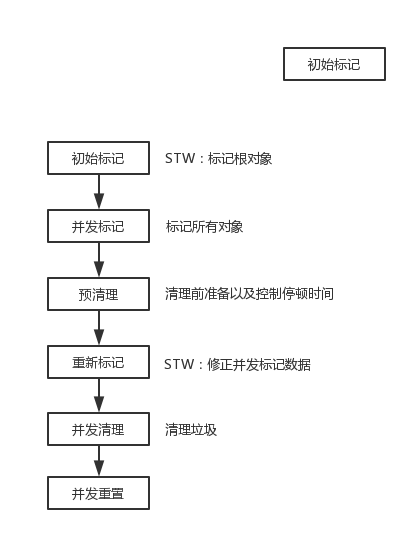 初始标记
初始标记 STW：标记根对象
并发标记 标记所有对象
预清理 清理前准备以及控制停顿时间
重新标记 STW：修正并发标记数据
并发清理 清理垃圾
并发重置